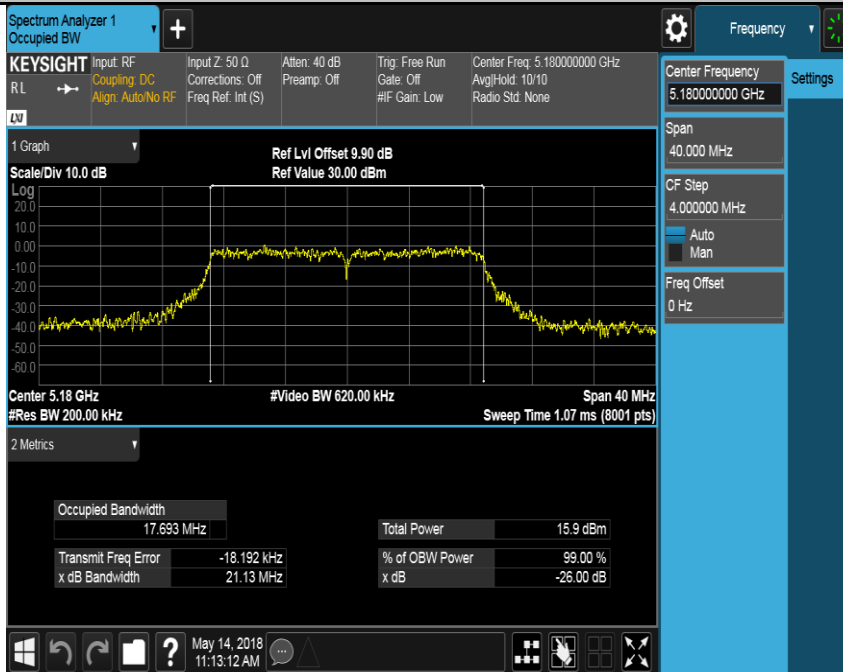 Spectrum Analyzer 1
Occupied BW
+
Frequency
KEYSIGHT
RL
LXI
Input: RF
Coupling: DC
Align: Auto/No RF
Input Z: 50 Ω
Corrections: Off
Freq Ref: Int (S)
Atten: 40 dB
Preamp: Off
Trig: Free Run
Gate: Off
#IF Gain: Low
Center Freq: 5.180000000 GHz
Avg|Hold: 10/10
Radio Std: None
Center Frequency
5.180000000 GHz
Settings
Span
40.000 MHz
CF Step
4.000000 MHz
Auto
Man
Freq Offset
0 Hz
1 Graph
Scale/Div 10.0 dB
Ref Lvl Offset 9.90 dB
Ref Value 30.00 dBm
Log
20.0
10.0
0.00
-10.0
-20.0
-30.0
-40.0
-50.0
-60.0
Center 5.18 GHz
#Video BW 620.00 kHz
Span 40 MHz
#Res BW 200.00 kHz
Sweep Time 1.07 ms (8001 pts)
2 Metrics
Occupied Bandwidth
17.693 MHz
Total Power 15.9 dBm
Transmit Freq Error -18.192 kHz
% of OBW Power 99.00 %
x dB Bandwidth 21.13 MHz
x dB -26.00 dB
?
May 14, 2018
11:13:12 AM